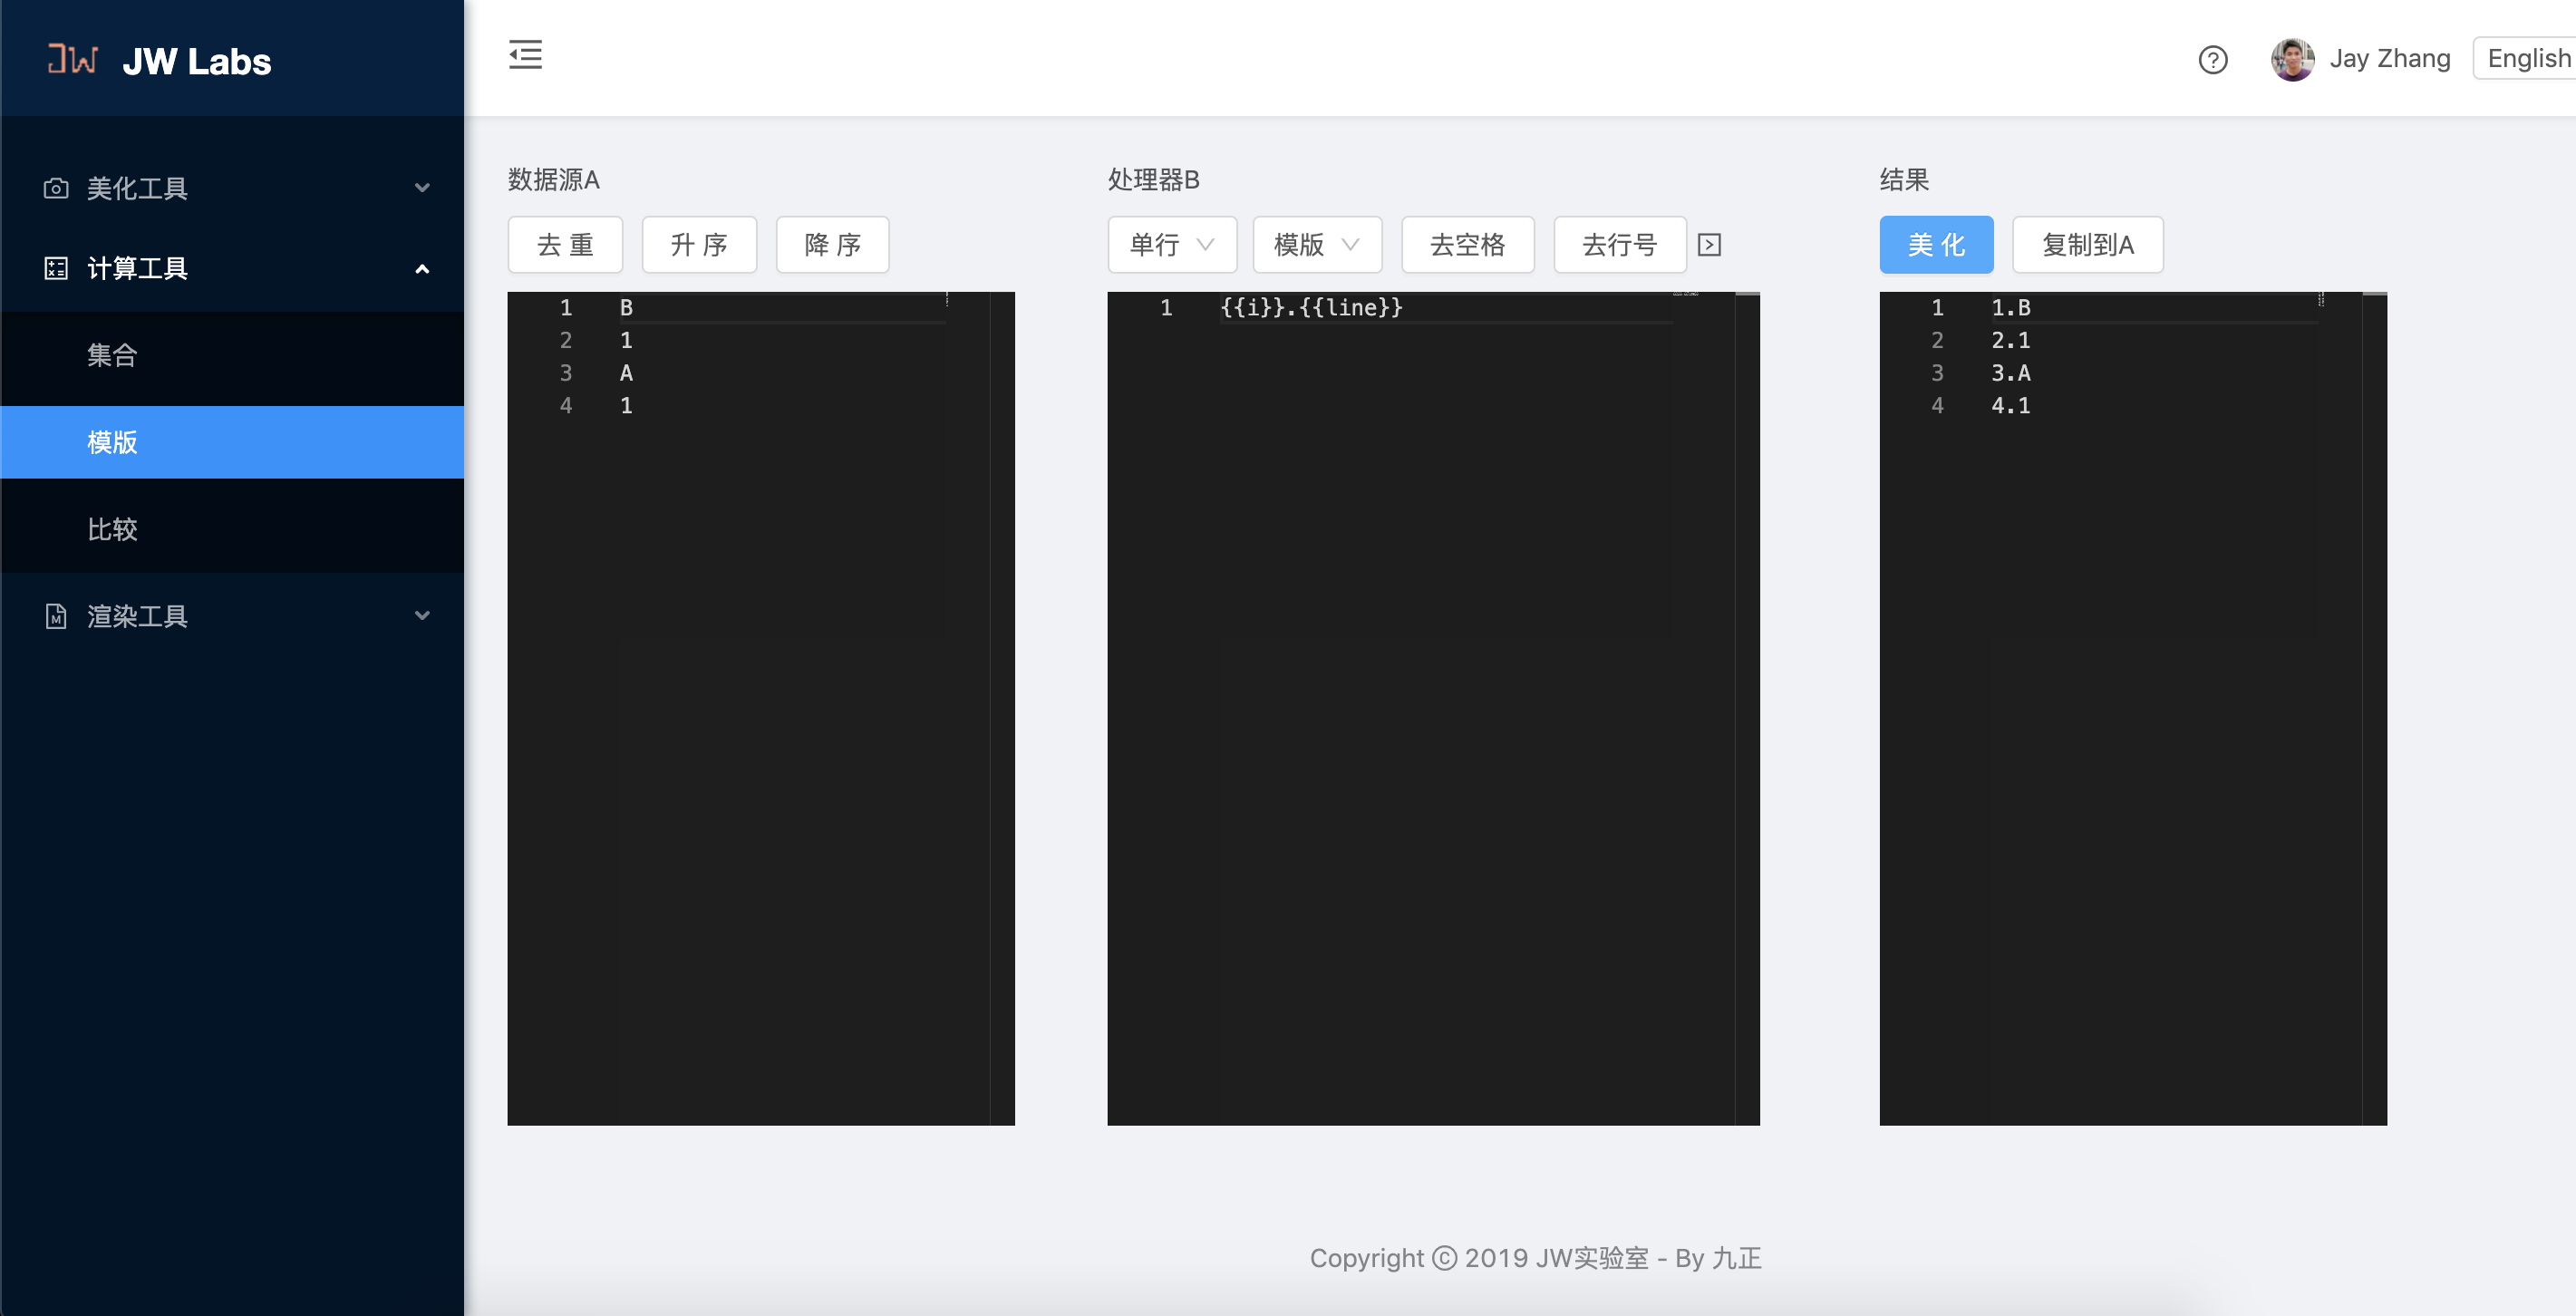 JW JW Labs
Jay Zhang English
美化工具
计算工具
集合
模版
比较
渲染工具
数据源A
去 重 升 序 降 序
1 B
2 1
3 A
4 1
处理器B
单行 模版 去空格 去行号
1 {{i}}.{{line}}
结果
美 化 复制到A
1 1.B
2 2.1
3 3.A
4 4.1
Copyright © 2019 JW实验室 - By 九正